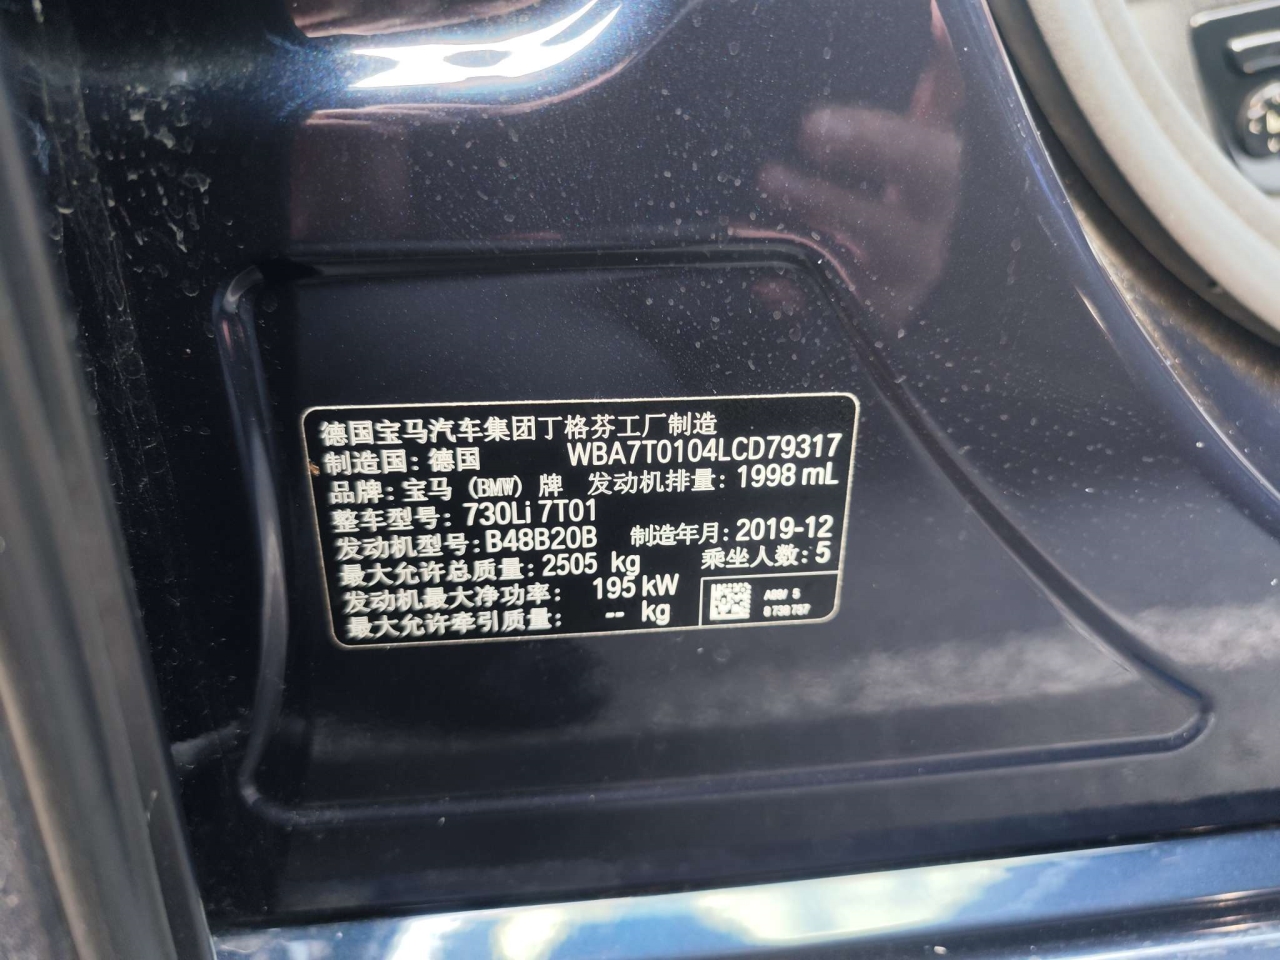 德国宝马汽车集团丁格芬工厂制造
制造国: 德国 WBA7T0104LCD79317
品牌: 宝马 (BMW) 牌 发动机排量: 1998 mL
整车型号: 730Li 7T01
发动机型号: B48B20B 制造年月: 2019-12
最大允许总质量: 2505 kg 乘坐人数: 5
发动机最大净功率: 195 kW
最大允许牵引质量: -- kg